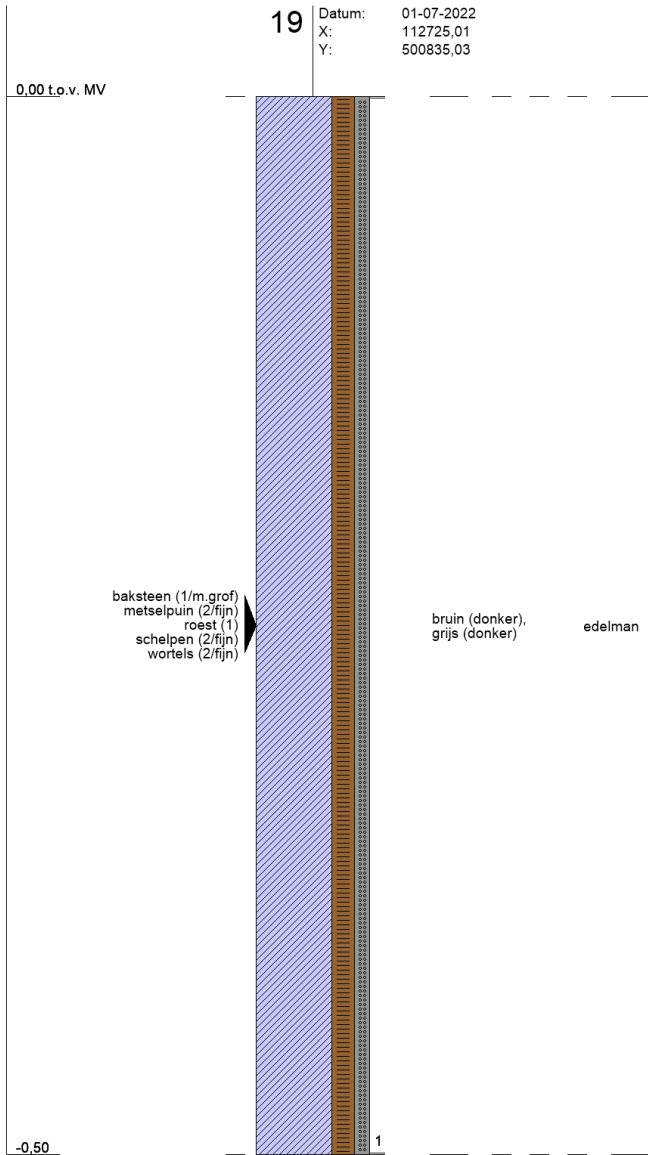 19
Datum: 01-07-2022
X: 112725,01
Y: 500835,03
0,00 t.o.v. MV
baksteen (1/m.grof)
metselpuin (2/fijn)
roest (1)
schelpen (2/fijn)
wortels (2/fijn)
bruin (donker),
grijs (donker)
edelman
-0,50
1